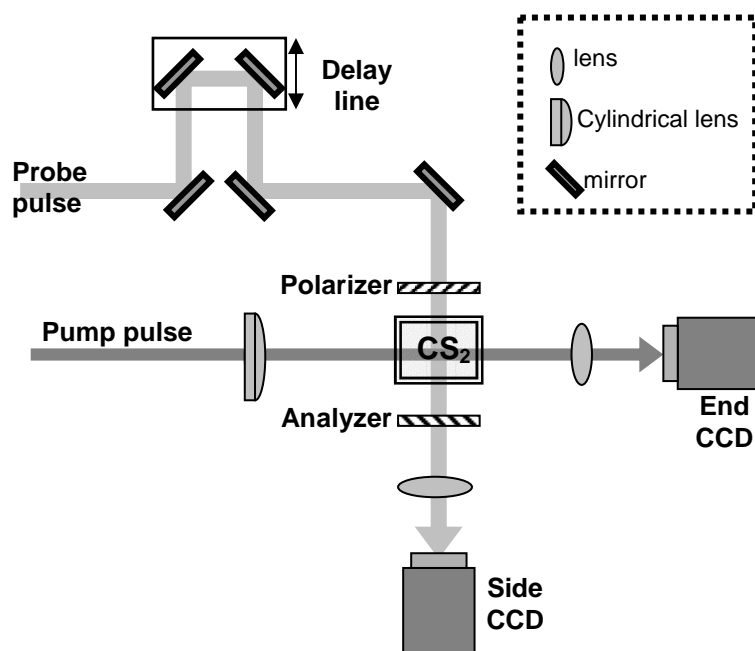 Delay
line
lens
Cylindrical lens
mirror
Probe
pulse
Polarizer
Pump pulse
CS₂
Analyzer
End
CCD
Side
CCD